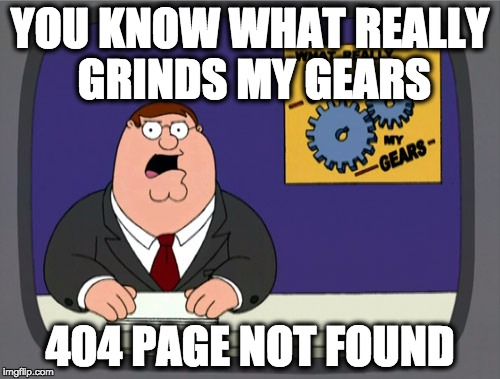 YOU KNOW WHAT REALLY
GRINDS MY GEARS
WHAT REALLY
MY
GEARS
404 PAGE NOT FOUND
imgflip.com